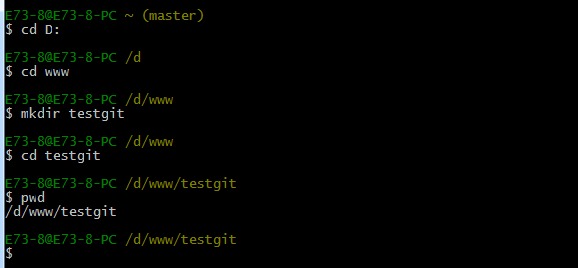 E73-8@E73-8-PC ~ (master)
$ cd D:
E73-8@E73-8-PC /d
$ cd www
E73-8@E73-8-PC /d/www
$ mkdir testgit
E73-8@E73-8-PC /d/www
$ cd testgit
E73-8@E73-8-PC /d/www/testgit
$ pwd
/d/www/testgit
E73-8@E73-8-PC /d/www/testgit
$